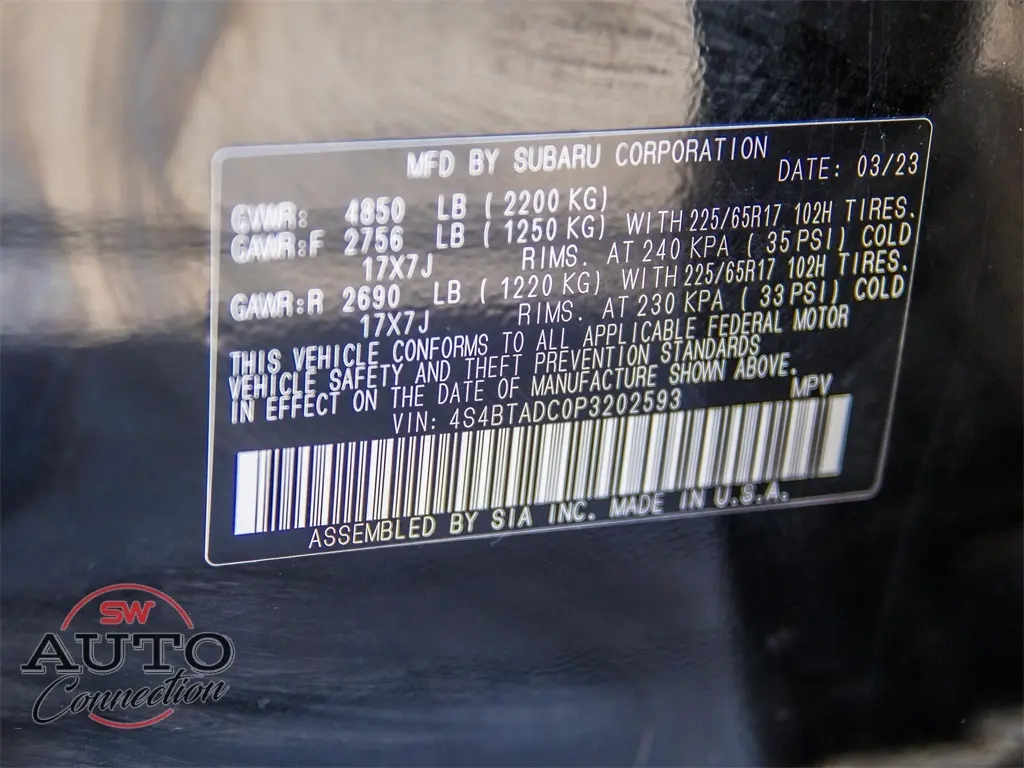 MFD BY SUBARU CORPORATION DATE: 03/23
GVWR: 4850 LB ( 2200 KG)
GAWR:F 2756 LB ( 1250 KG) WITH 225/65R17 102H TIRES.
17X7J RIMS. AT 240 KPA ( 35 PSI) COLD
GAWR:R 2690 LB ( 1220 KG) WITH 225/65R17 102H TIRES.
17X7J RIMS. AT 230 KPA ( 33 PSI) COLD
THIS VEHICLE CONFORMS TO ALL APPLICABLE FEDERAL MOTOR
VEHICLE SAFETY AND THEFT PREVENTION STANDARDS
IN EFFECT ON THE DATE OF MANUFACTURE SHOWN ABOVE.
VIN: 4S4BTADC0P3202593 MPV
ASSEMBLED BY SIA INC. MADE IN U.S.A.
SW
AUTO
Connection